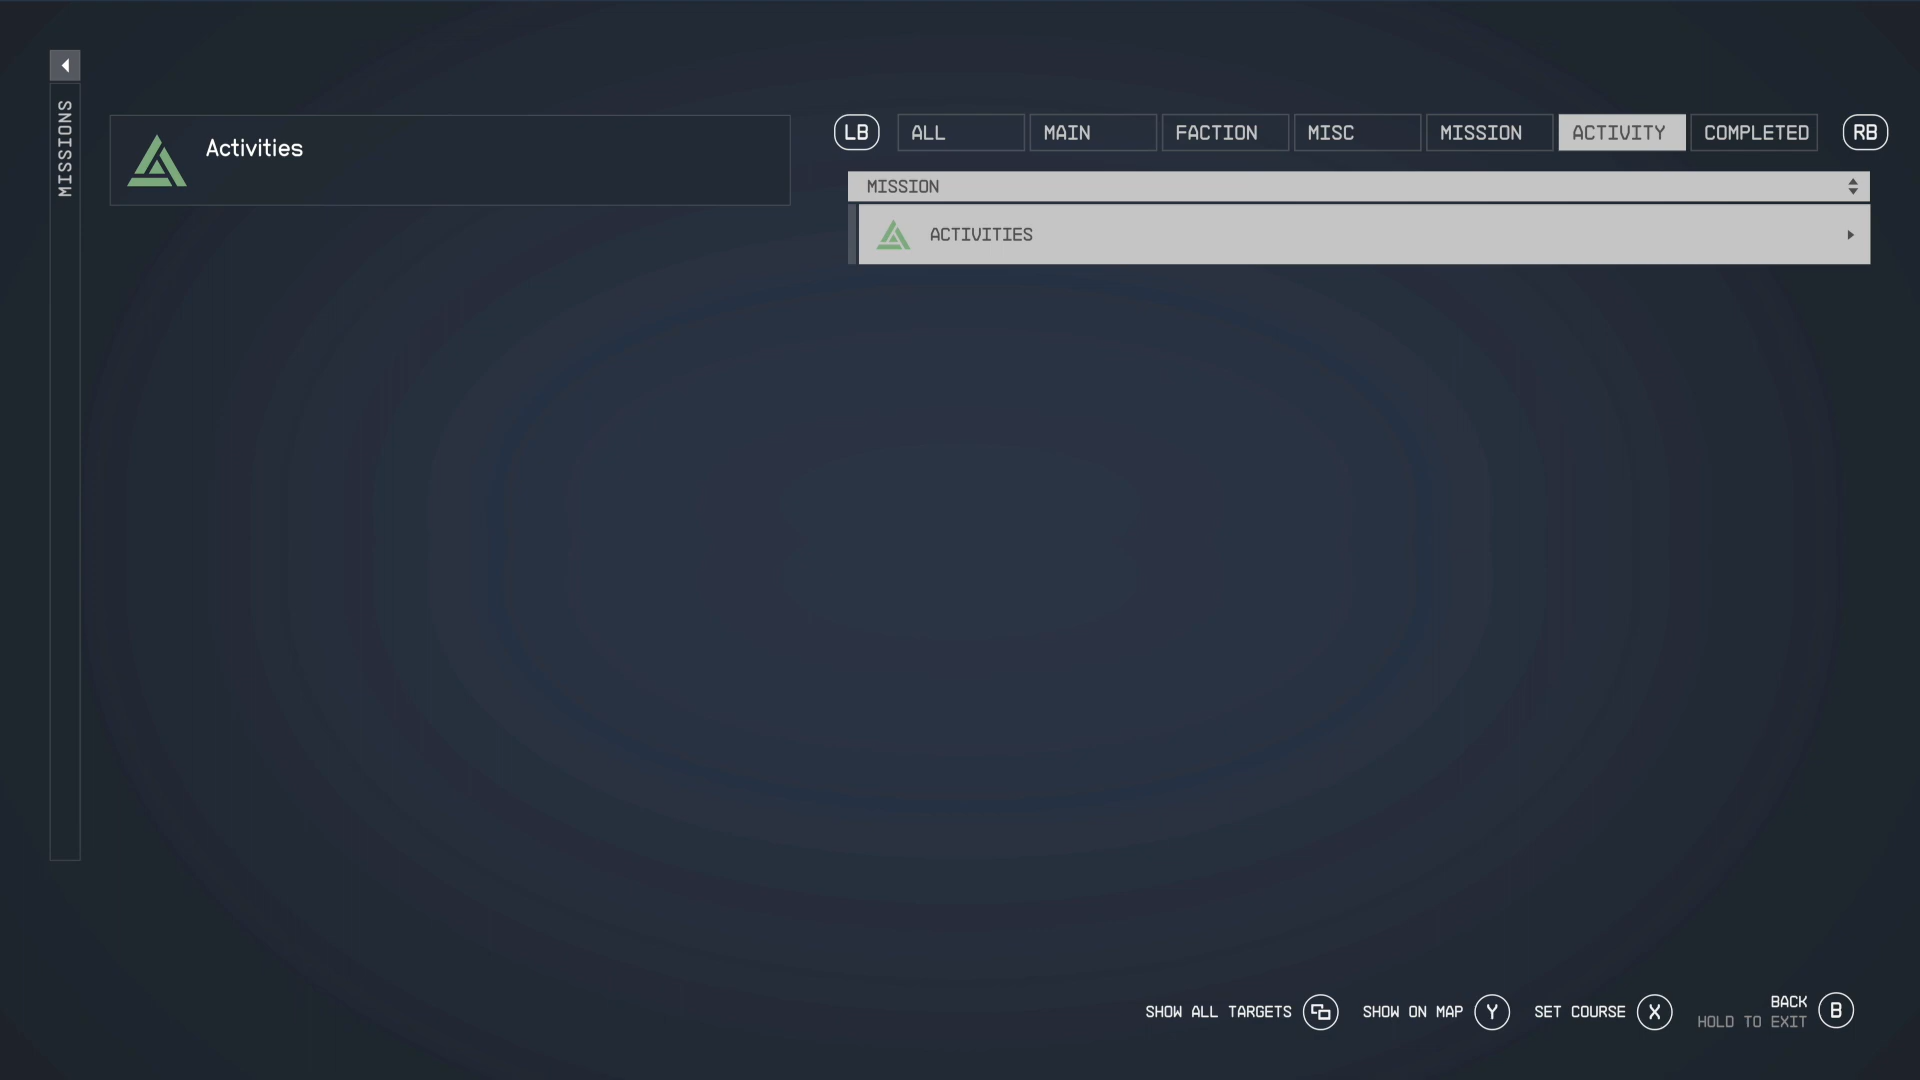 MISSIONS
Activities
LB
ALL
MAIN
FACTION
MISC
MISSION
ACTIVITY
COMPLETED
RB
MISSION
ACTIVITIES
SHOW ALL TARGETS
SHOW ON MAP Y
SET COURSE X
BACK
HOLD TO EXIT
B